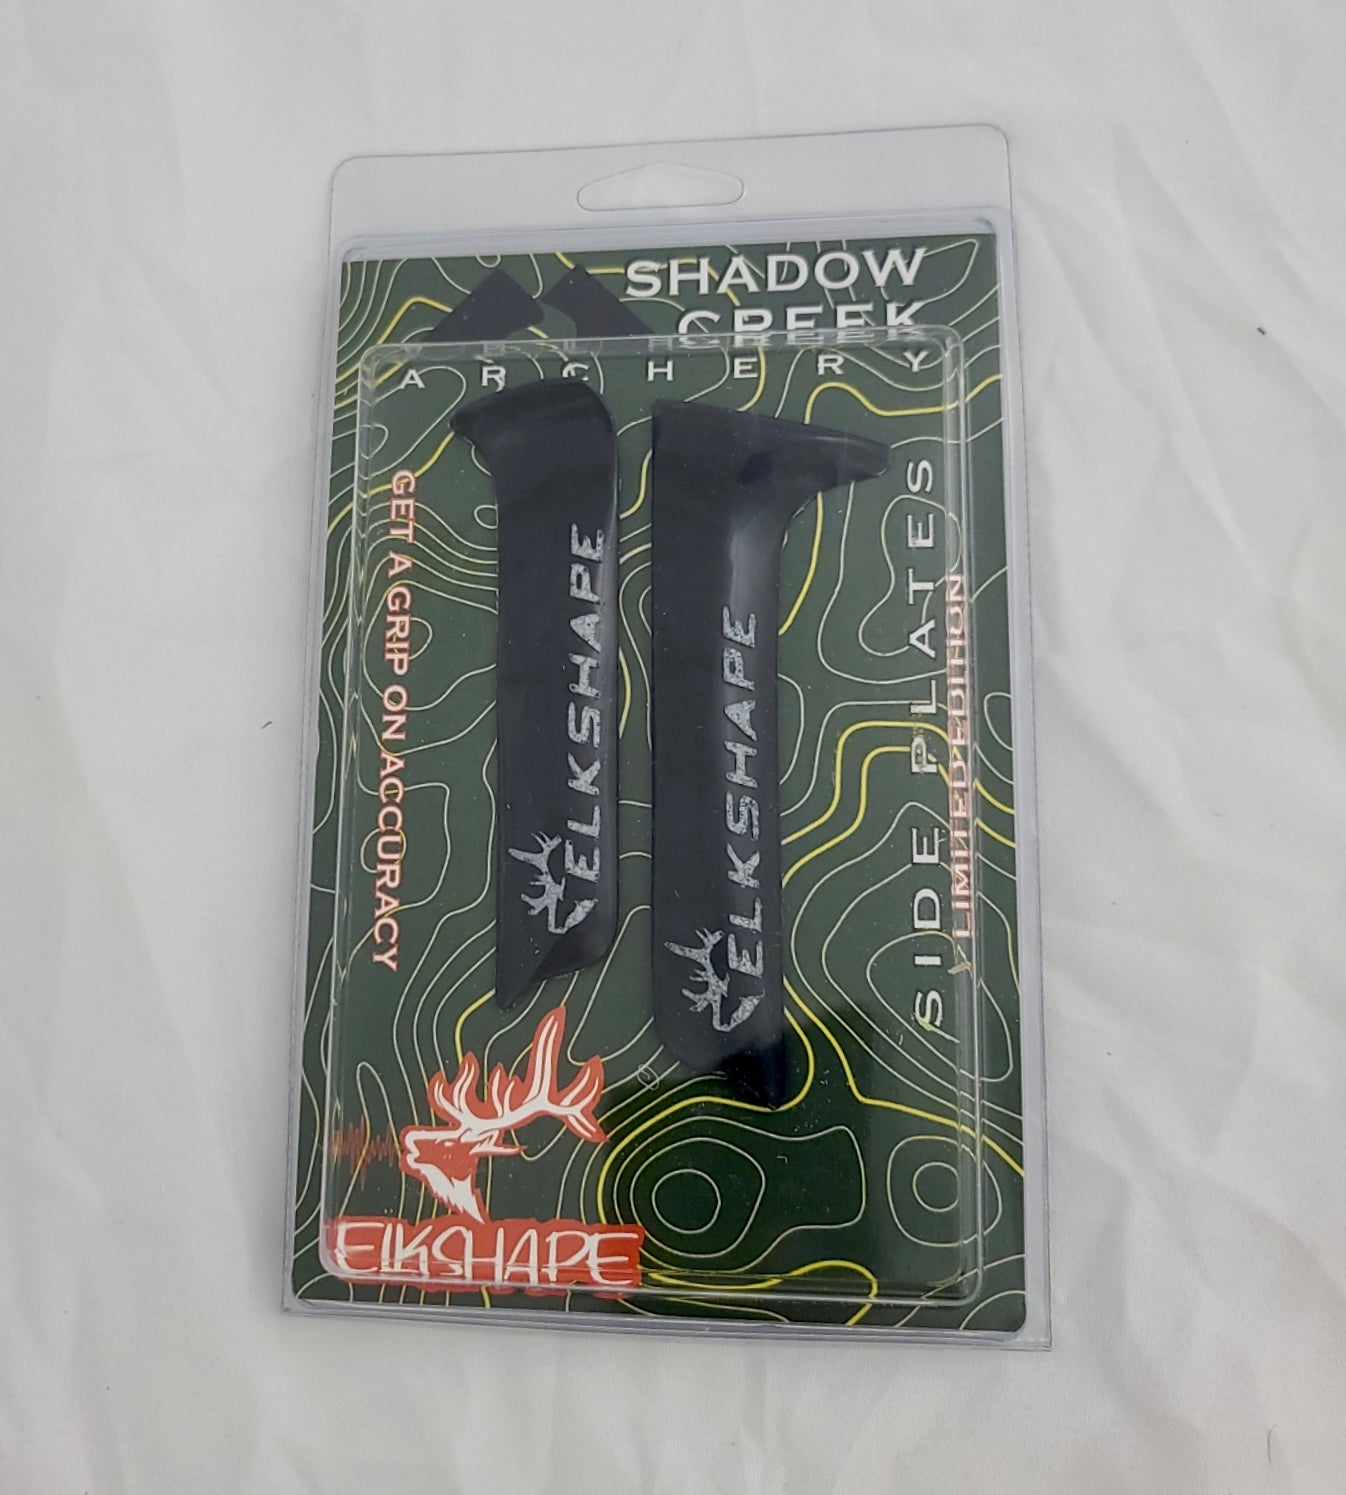 SHADOW
CREEK
ARCHERY
GET A GRIP ON ACCURACY
ELKSHAPE
ELKSHAPE
SIDE PLATES
LIMITED EDITION
ELKSHAPE